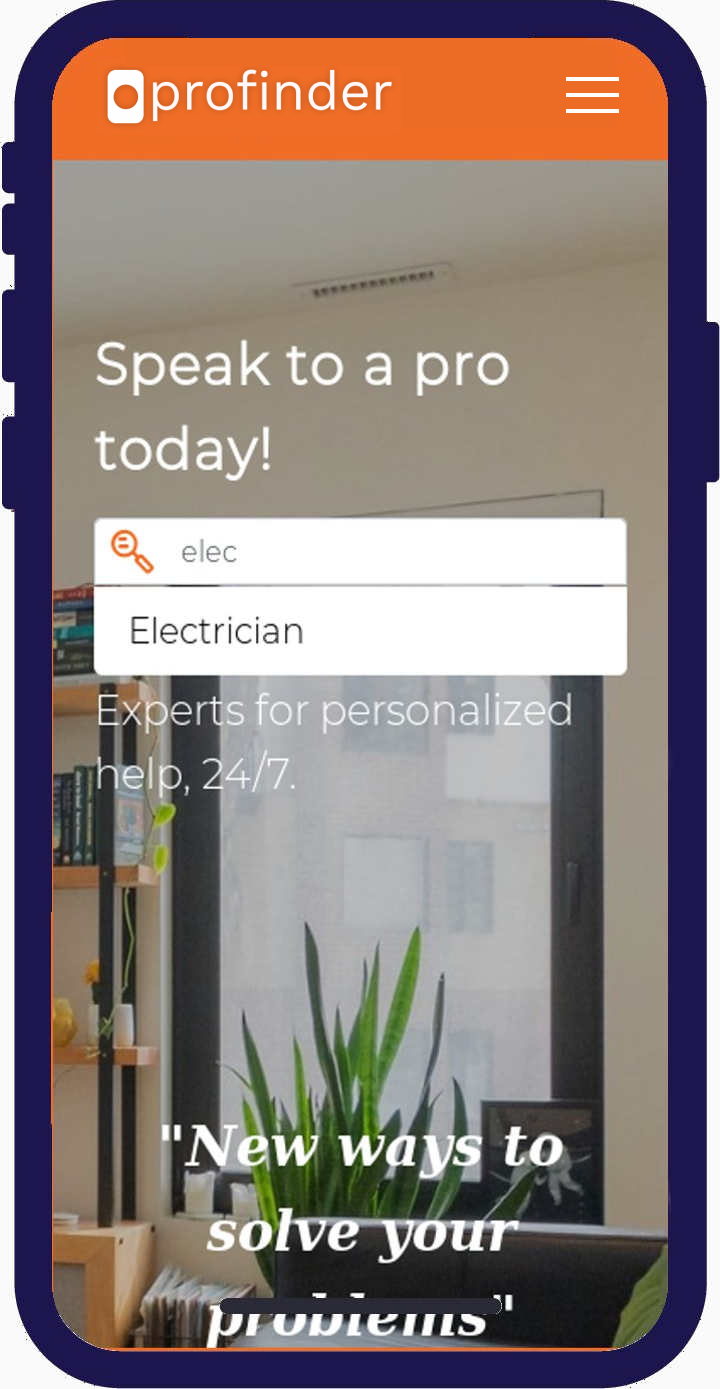 profinder
Speak to a pro
today!
elec
Electrician
Experts for personalized
help, 24/7.
"New ways to
solve your
problems"